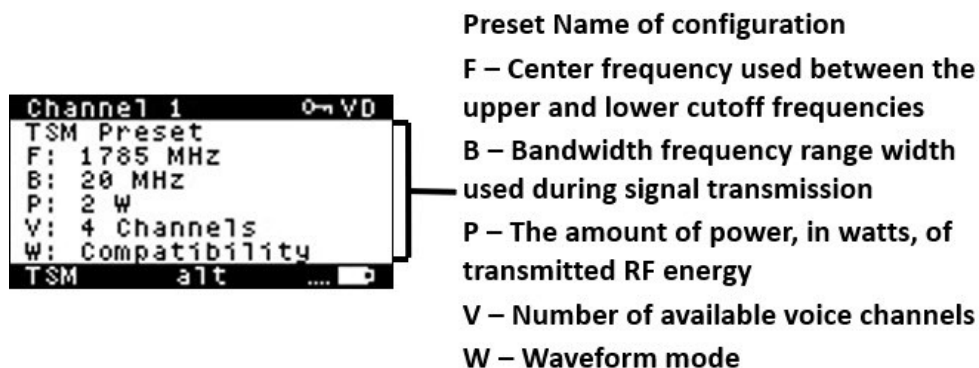 Channel 1 VD
TSM Preset
F: 1785 MHz
B: 20 MHz
P: 2 W
V: 4 Channels
W: Compatibility
TSM alt ....
Preset Name of configuration
F – Center frequency used between the
upper and lower cutoff frequencies
B – Bandwidth frequency range width
used during signal transmission
P – The amount of power, in watts, of
transmitted RF energy
V – Number of available voice channels
W – Waveform mode